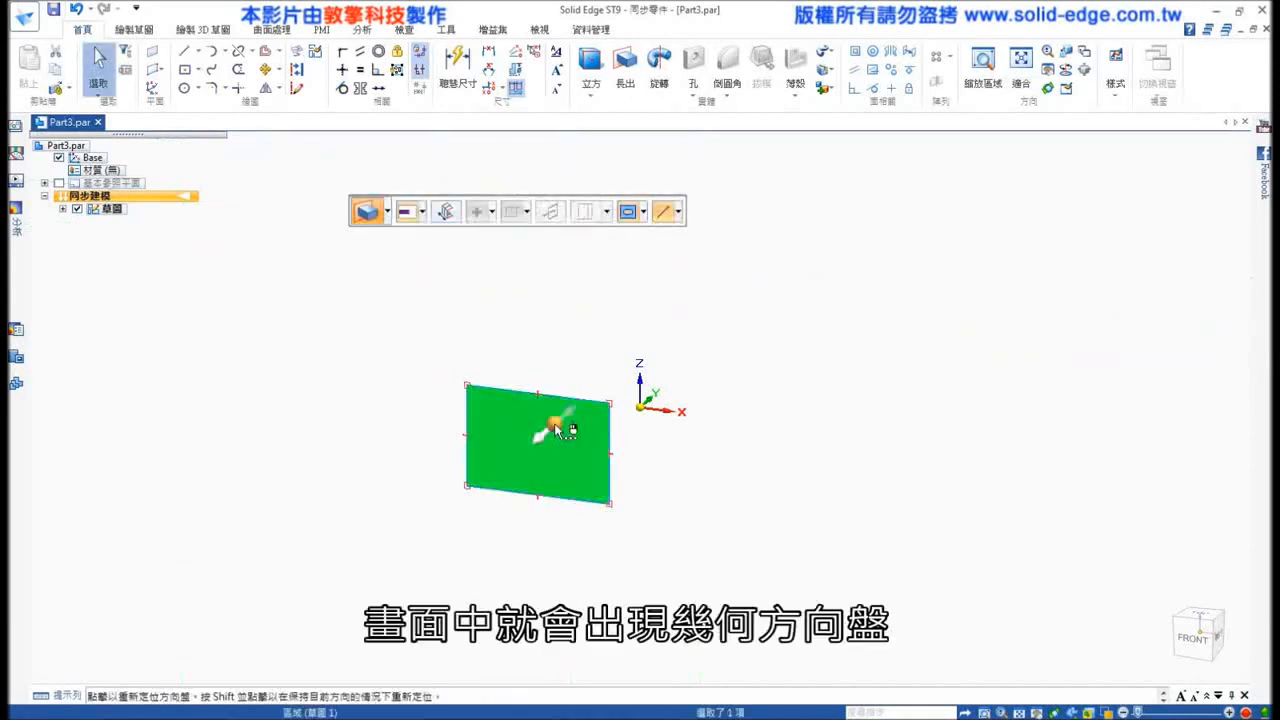 本影片由敦擎科技製作
Solid Edge ST9 - 同步零件 - [Part3.par]
版權所有請勿盜拷 www.solid-edge.com.tw
首頁 繪製草圖 繪製 3D 草圖 曲面處理 PMI 分析 檢查 工具 增益集 檢視 資料管理
貼上 選取 聰慧尺寸 立方 長出 旋轉 孔 倒圓角 拔模 薄殼 縮放區域 適合 樣式 切換視窗
剪貼簿 選取 平面 繪圖 相關 尺寸 實體 面相關 陣列 方向 視窗
Part3.par
Part3.par
Base
材質 (無)
基本參照平面
同步建模
草圖
Facebook
Z
Y
X
FRONT
畫面中就會出現幾何方向盤
提示列 點擊以重新定位方向盤。按 Shift 並點擊以在保持目前方向的情況下重新定位。
區域 (草圖 1) 選取了 1 項